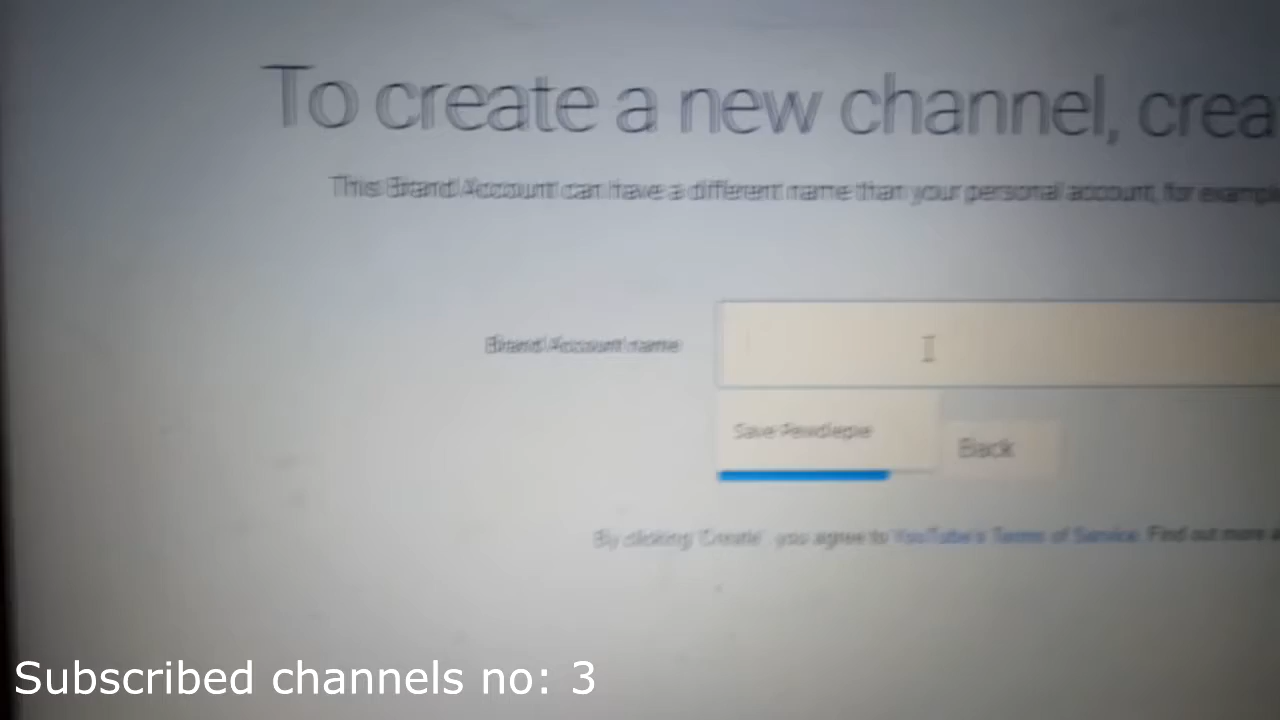 To create a new channel, crea
This Brand Account can have a different name than your personal account, for example
Brand Account name
Save Pewdiepie
Back
By clicking 'Create' you agree to YouTube's Terms of Service. Find out more a
Subscribed channels no: 3